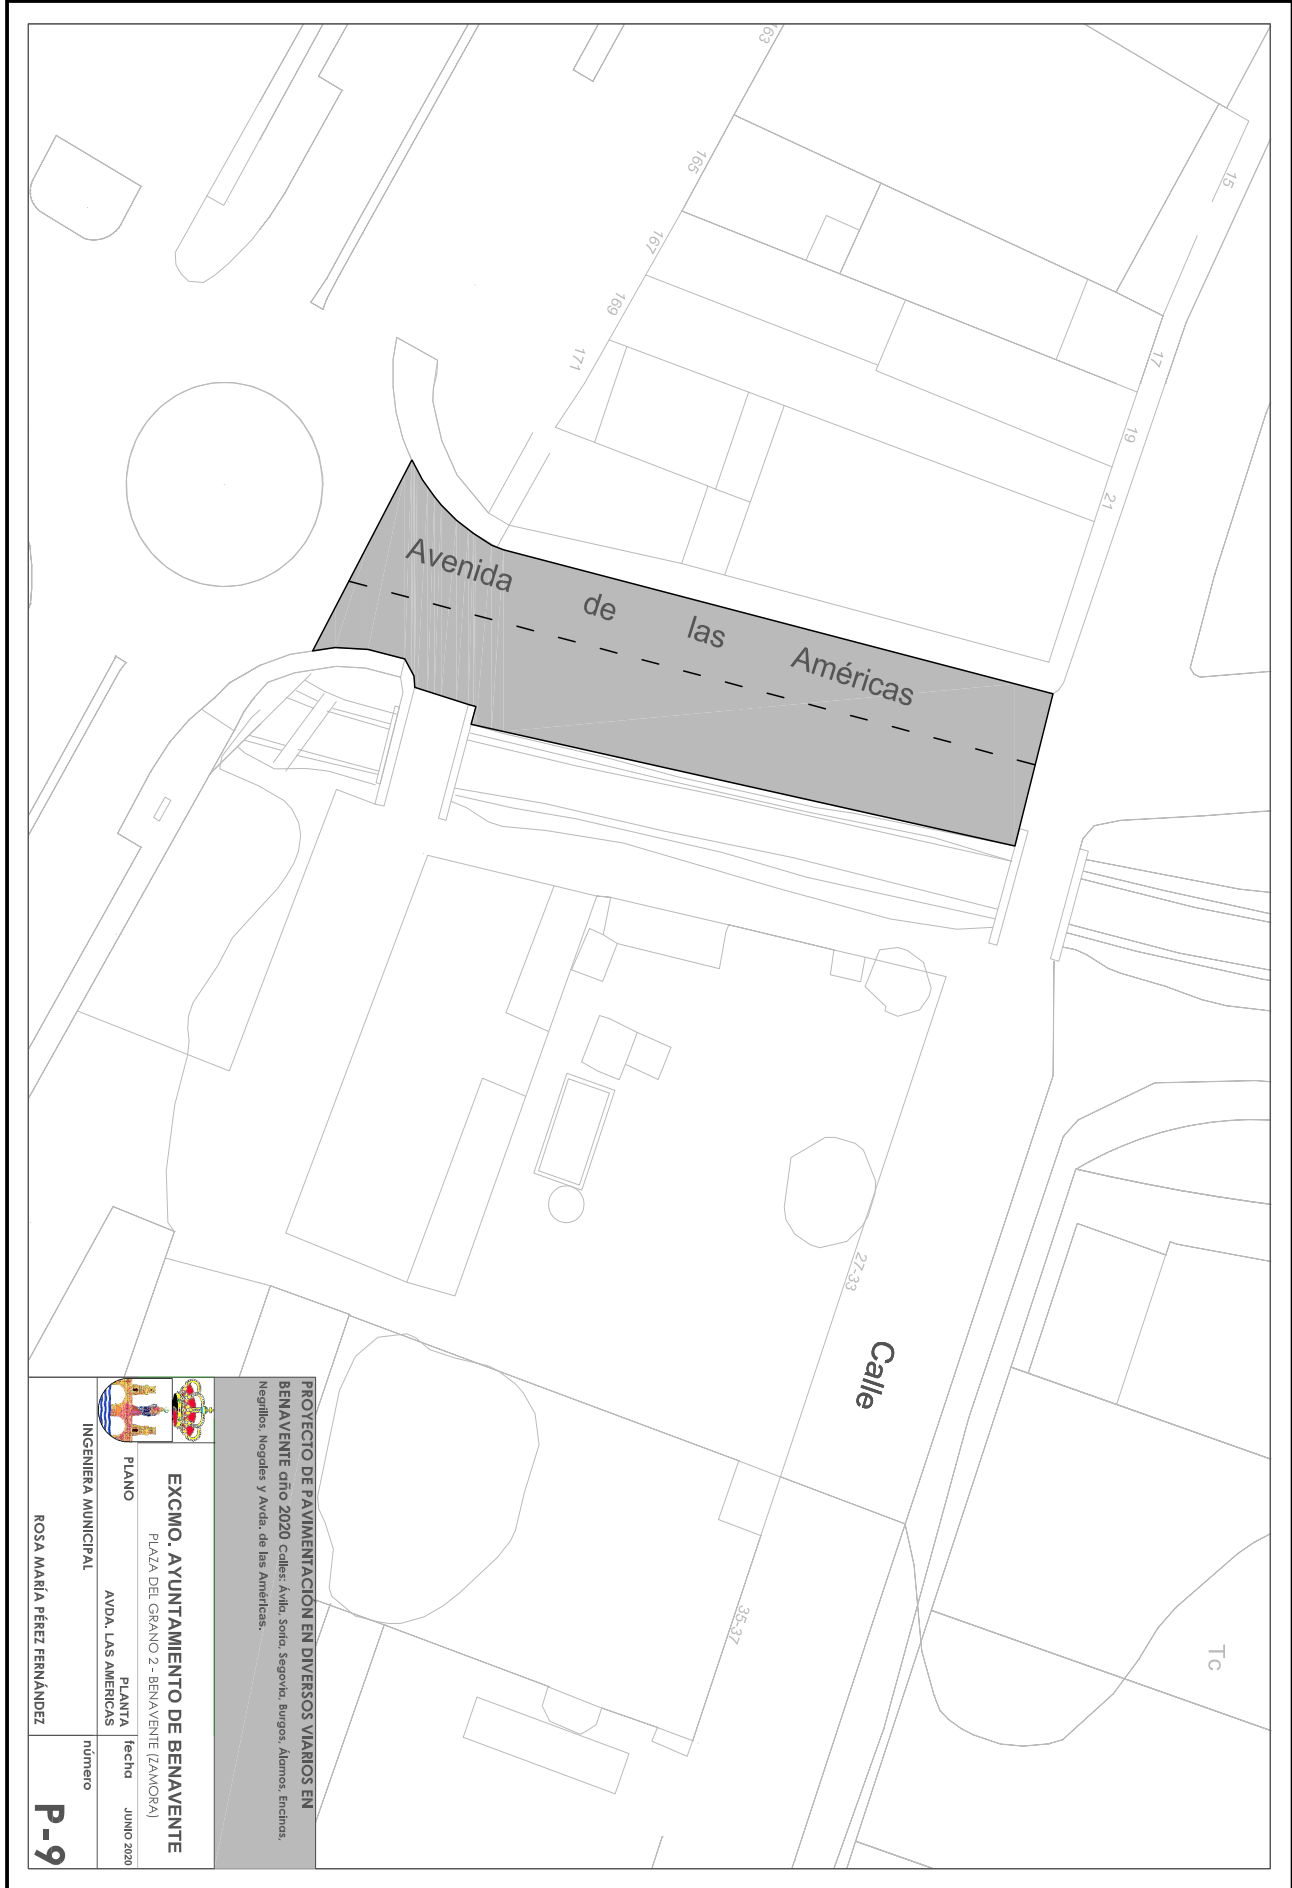 163
165
167
169
171
15
17
19
21
Avenida de las Américas
27-33
Calle
35-37
Tc
PROYECTO DE PAVIMENTACIÓN EN DIVERSOS VIARIOS EN
BENAVENTE año 2020 Calles: Ávila, Soria, Segovia, Burgos, Álamos, Encinas,
Negrillos, Nogales y Avda. de las Américas.
EXCMO. AYUNTAMIENTO DE BENAVENTE
PLAZA DEL GRANO 2 - BENAVENTE (ZAMORA)
PLANO
PLANTA
AVDA. LAS AMERICAS
fecha
JUNIO 2020
INGENIERA MUNICIPAL
ROSA MARÍA PÉREZ FERNÁNDEZ
número
P-9